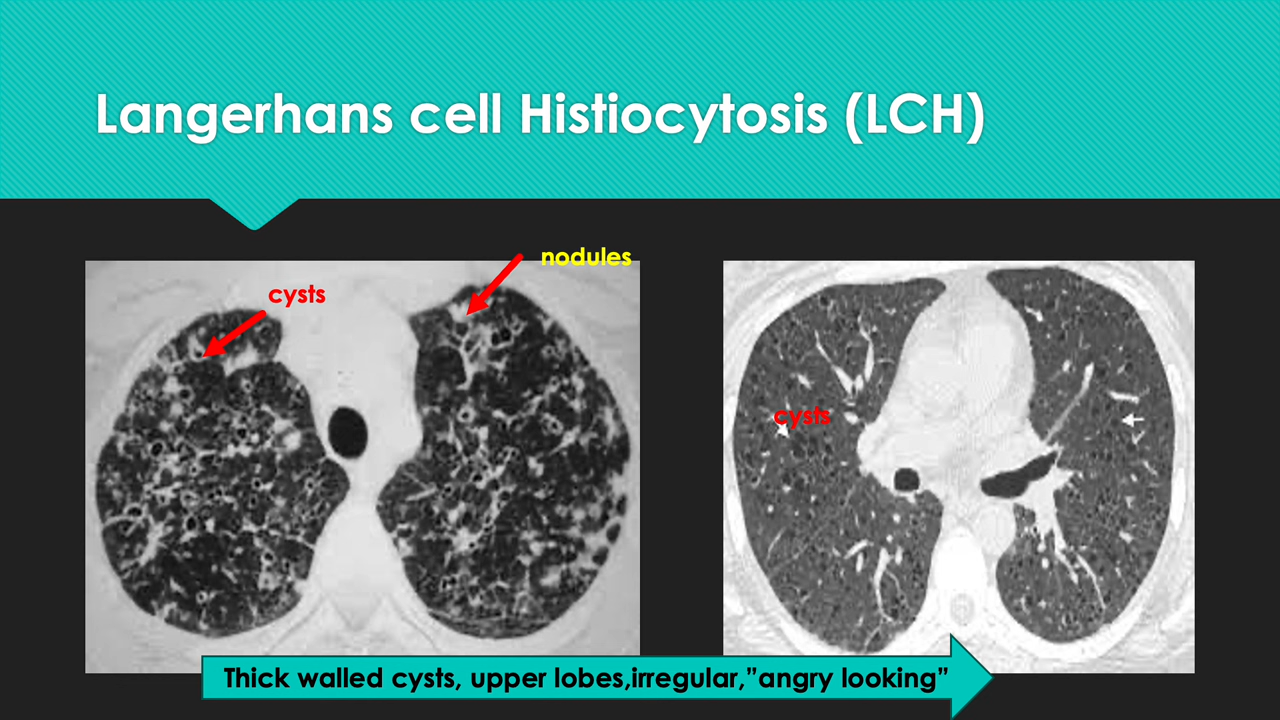 Langerhans cell Histiocytosis (LCH)
nodules
cysts
cysts
Thick walled cysts, upper lobes,irregular,”angry looking”